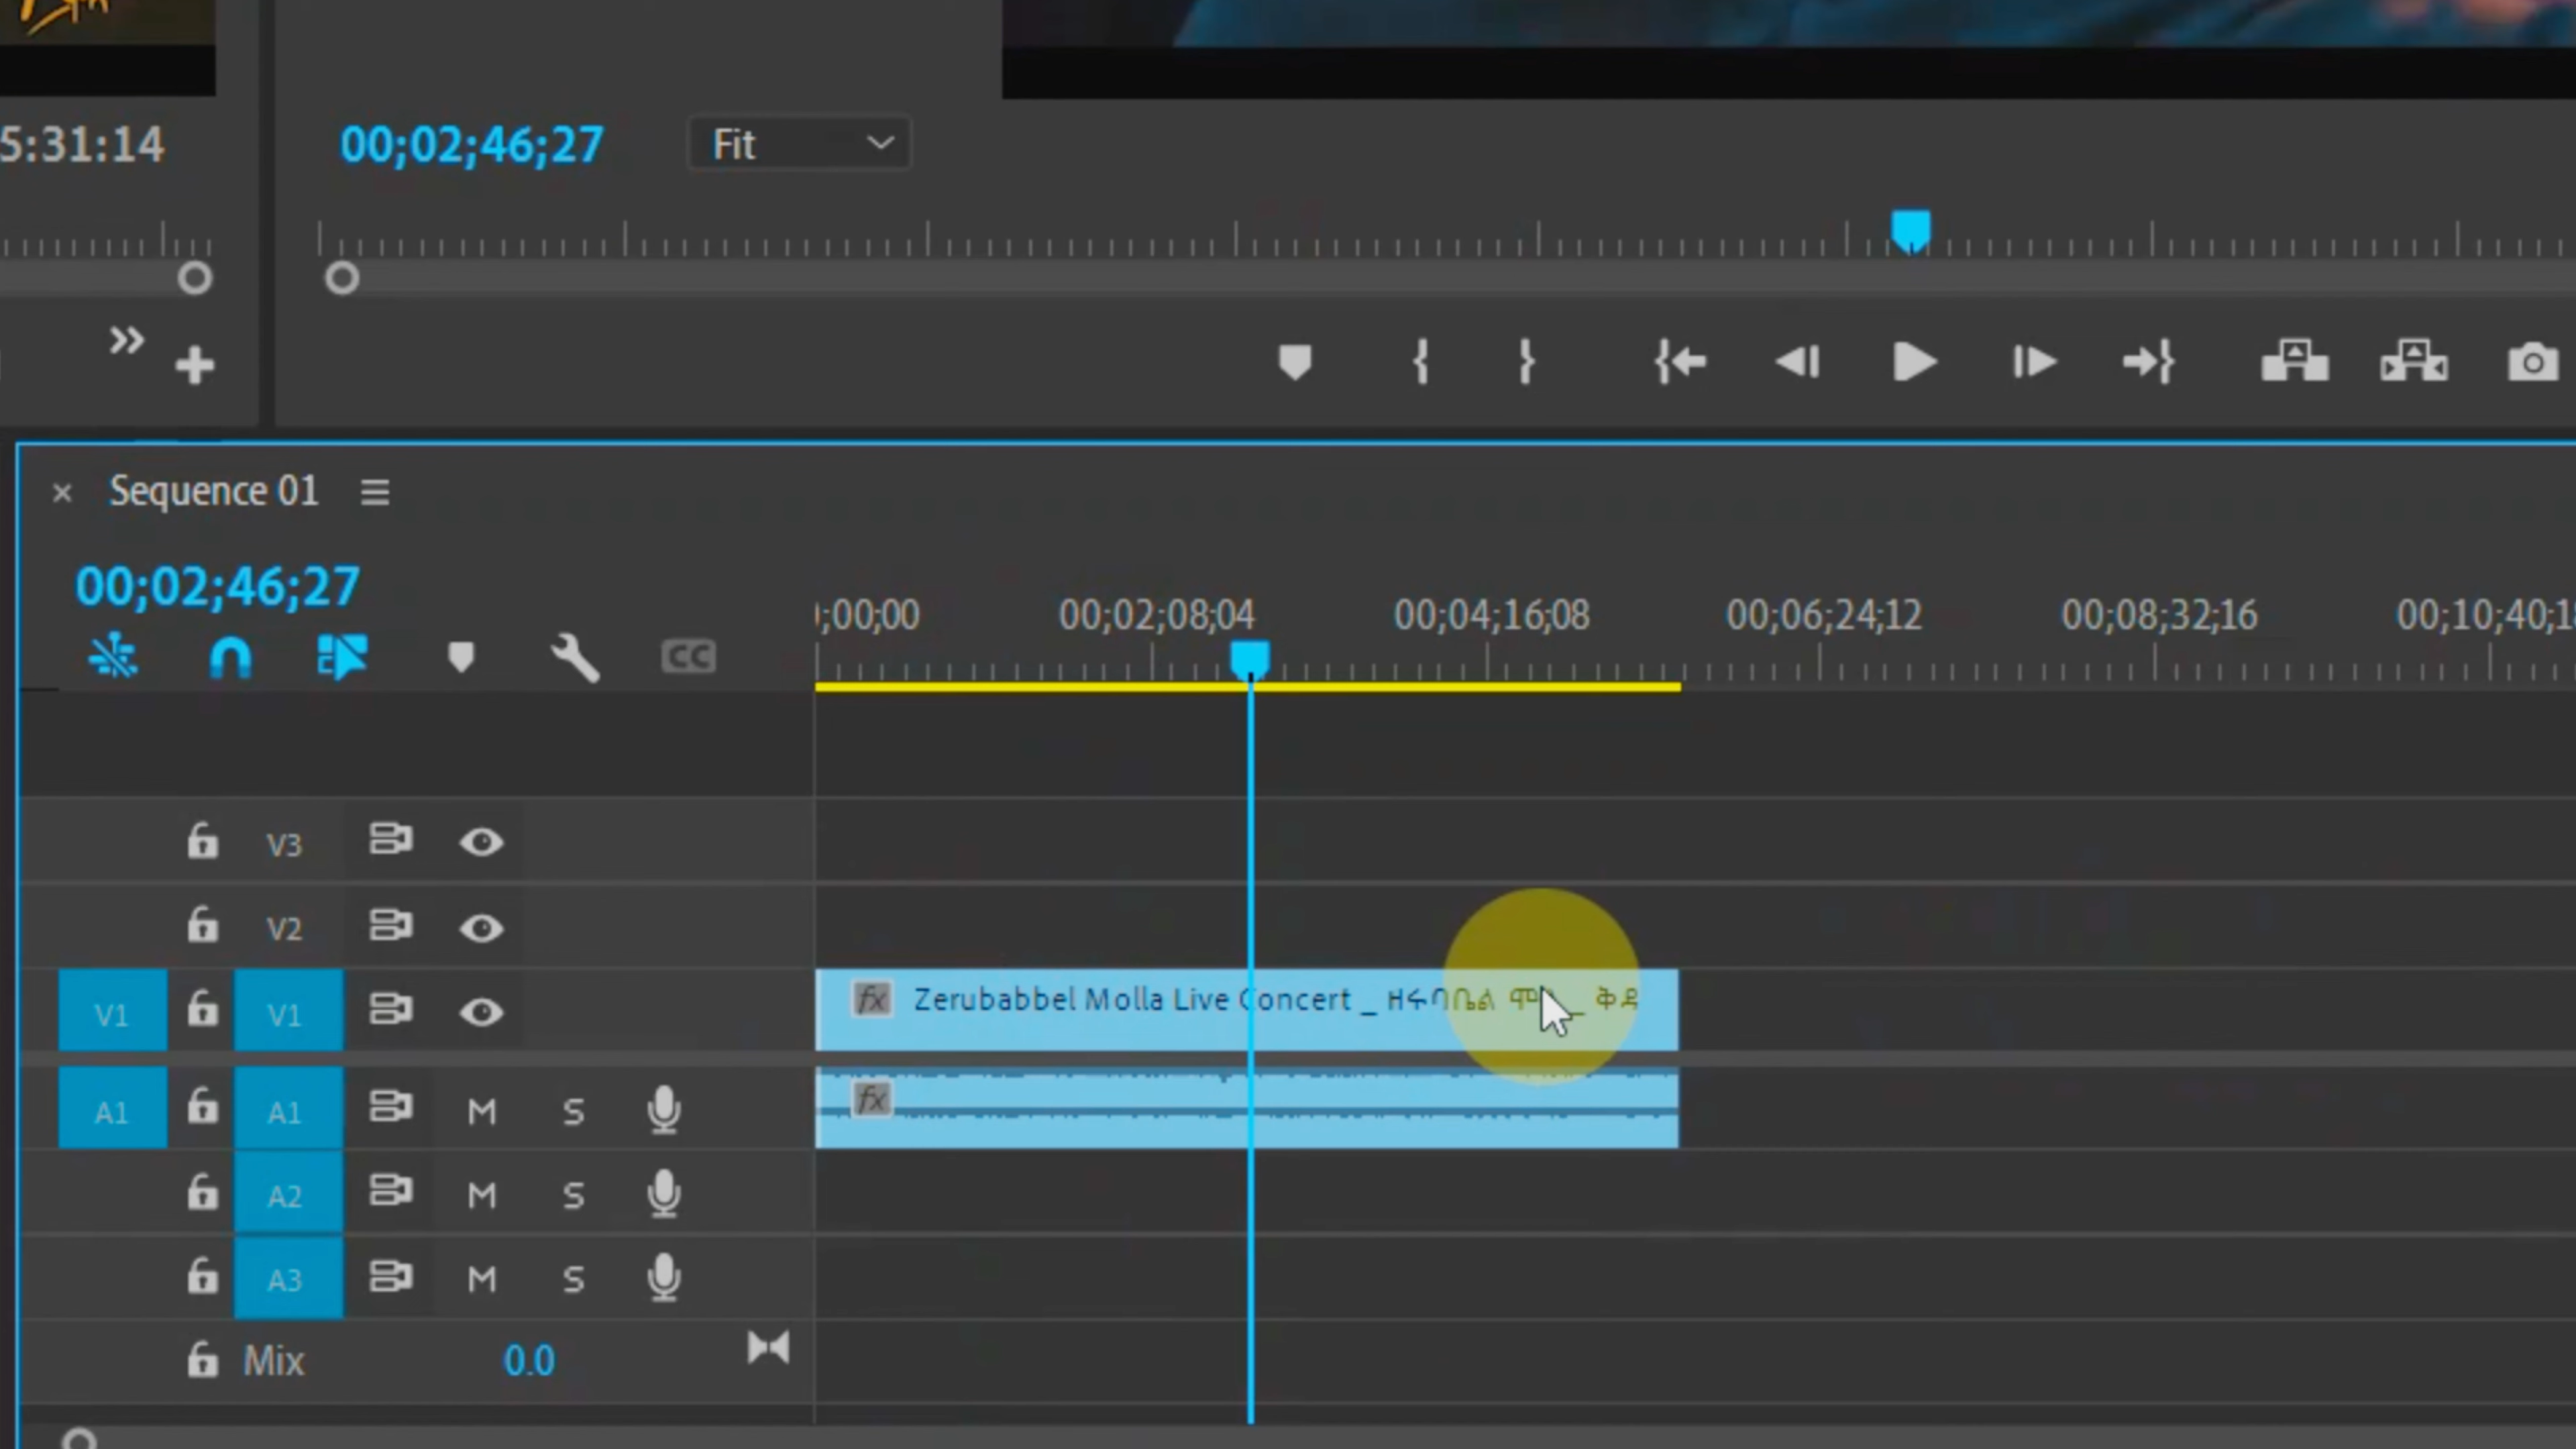 5:31:14
00;02;46;27
Fit
Sequence 01
00;02;46;27
;00;00
00;02;08;04
00;04;16;08
00;06;24;12
00;08;32;16
00;10;40;18
CC
V3
V2
V1
V1
fx
Zerubabbel Molla Live Concert _ ዘሩባቤል ሞላ _ ቅዳ
A1
A1
M
S
fx
A2
M
S
A3
M
S
Mix
0.0